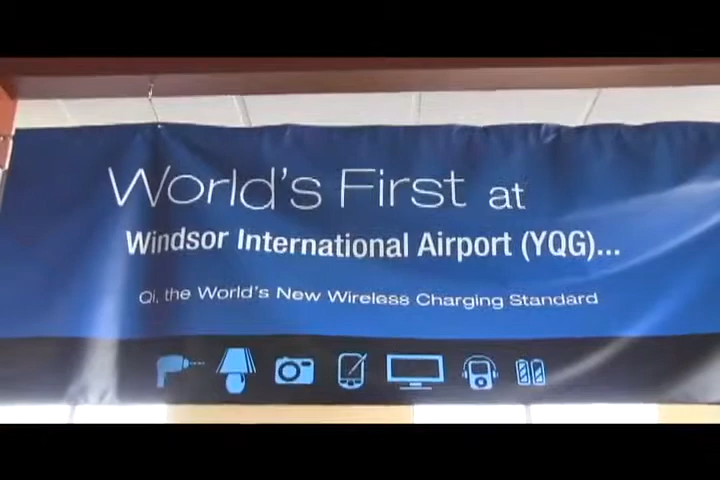 World's First at
Windsor International Airport (YQG)...
Qi, the World's New Wireless Charging Standard